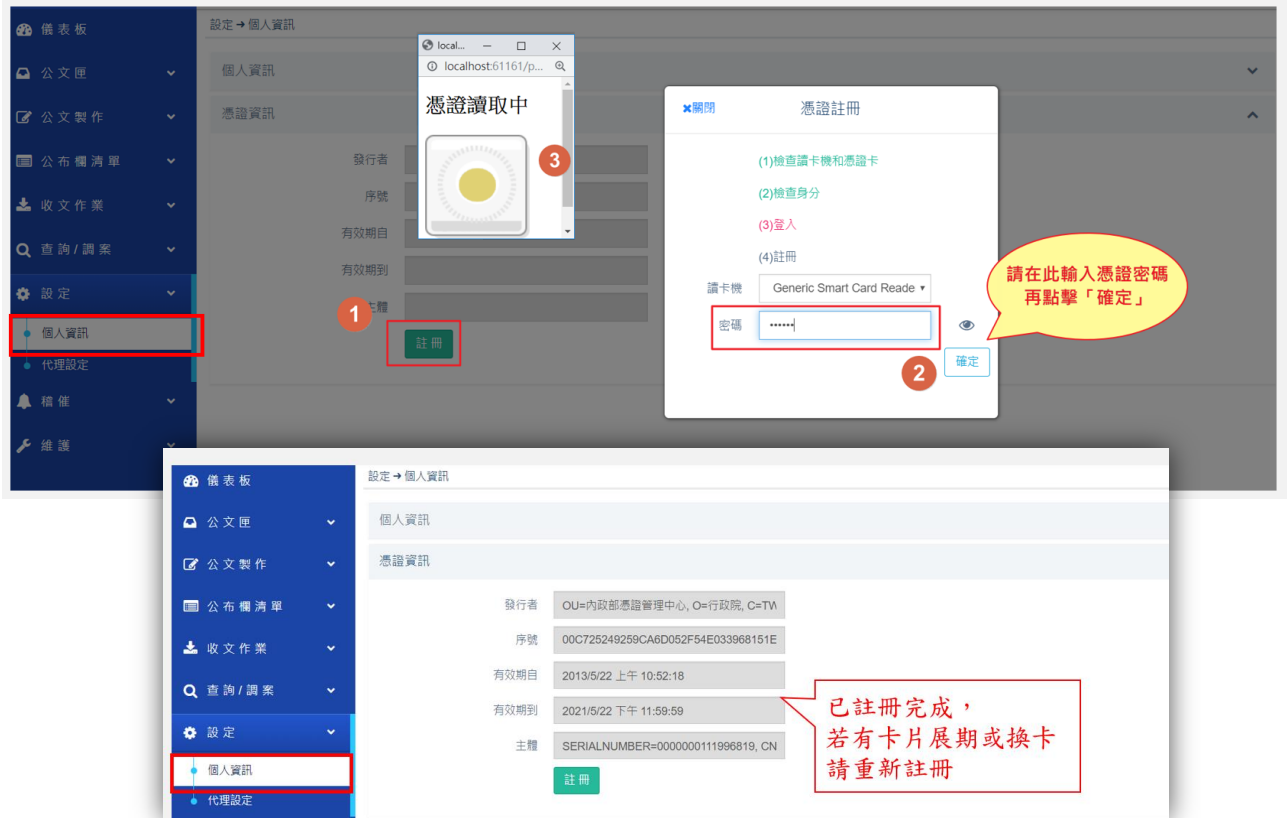 儀表板
公文匣
公文製作
公布欄清單
收文作業
查詢/調案
設定
個人資訊
代理設定
稽催
維護
設定➔個人資訊
個人資訊
憑證資訊
發行者
序號
有效期自
有效期到
主體
1
註冊
local...
localhost:61161/p...
憑證讀取中
3
✖關閉
憑證註冊
(1)檢查讀卡機和憑證卡
(2)檢查身分
(3)登入
(4)註冊
讀卡機 Generic Smart Card Reade
密碼 ••••••
2
確定
請在此輸入憑證密碼
再點擊「確定」
儀表板
公文匣
公文製作
公布欄清單
收文作業
查詢/調案
設定
個人資訊
代理設定
設定➔個人資訊
個人資訊
憑證資訊
發行者 OU=內政部憑證管理中心, O=行政院, C=TW
序號 00C725249259CA6D052F54E033968151E
有效期自 2013/5/22 上午 10:52:18
有效期到 2021/5/22 下午 11:59:59
主體 SERIALNUMBER=0000000111996819, CN
註冊
已註冊完成，
若有卡片展期或換卡
請重新註冊